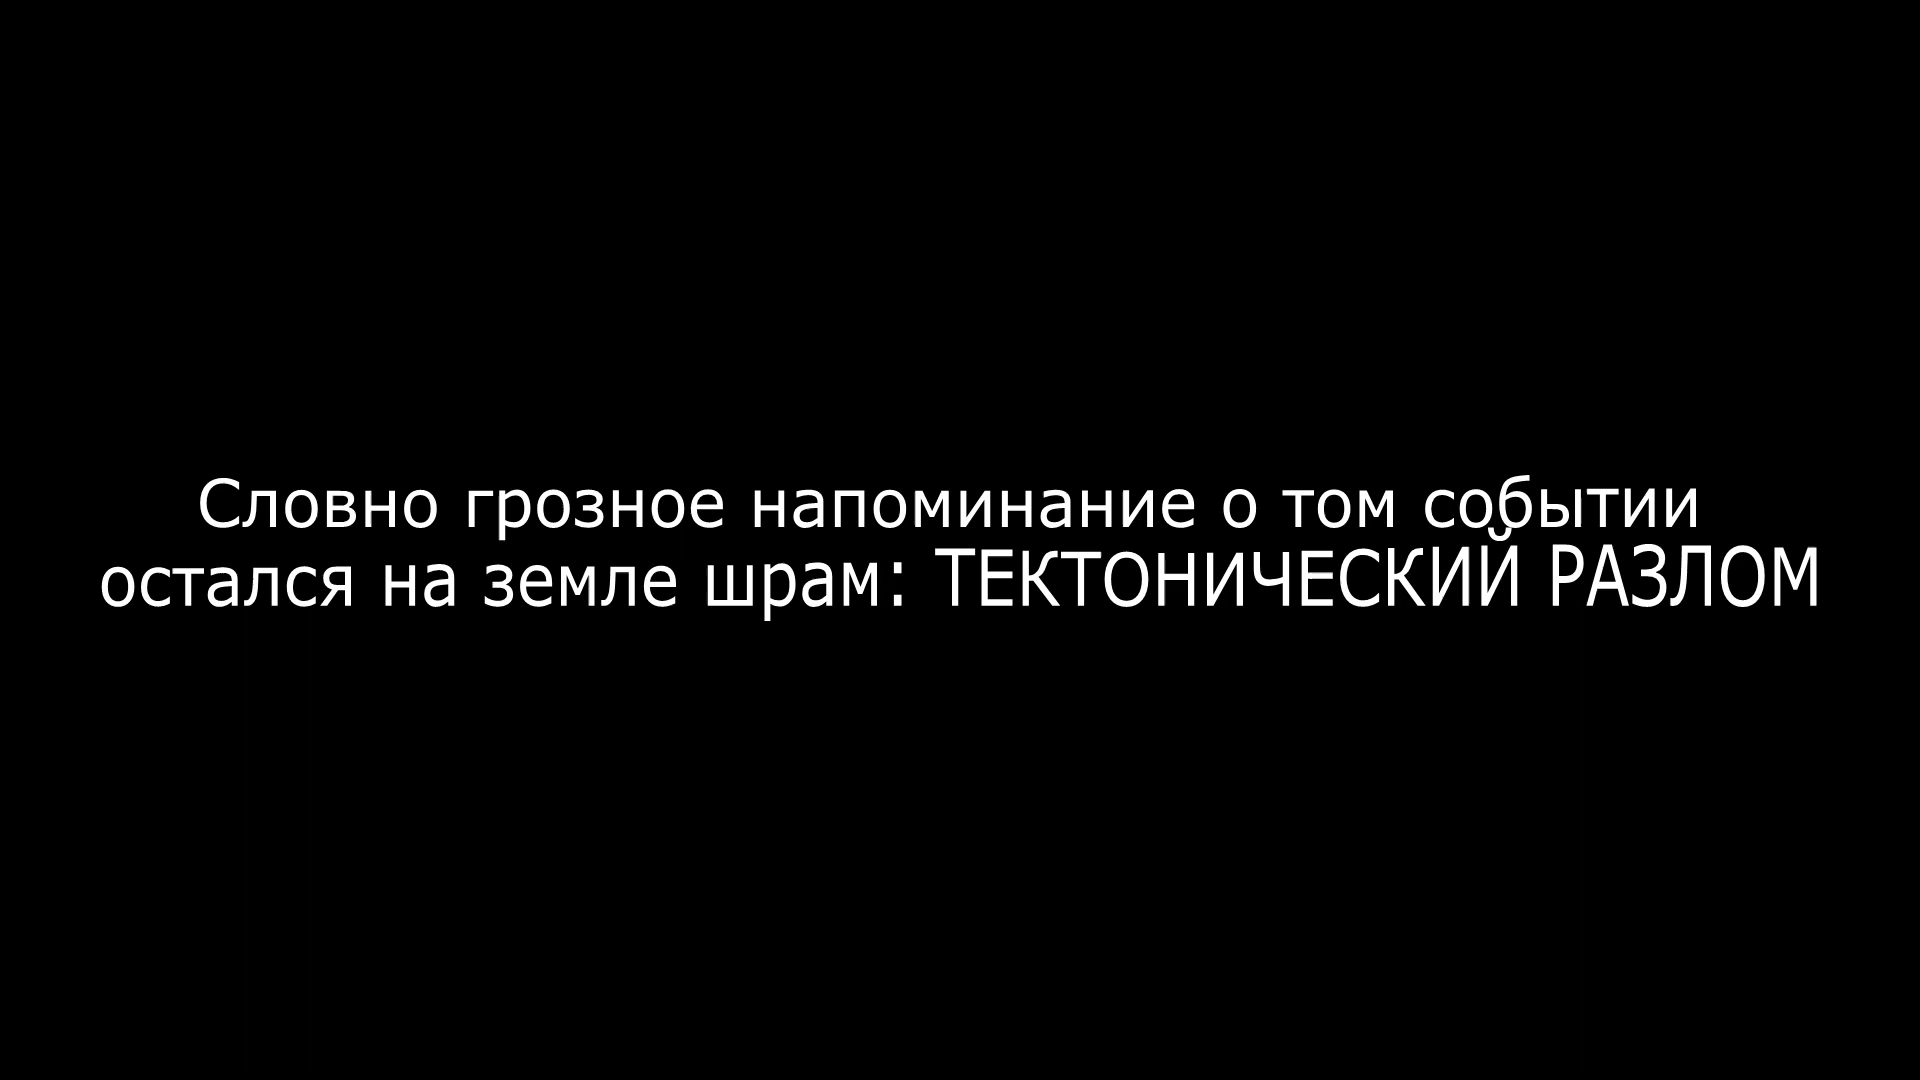 Словно грозное напоминание о том событии
остался на земле шрам: ТЕКТОНИЧЕСКИЙ РАЗЛОМ